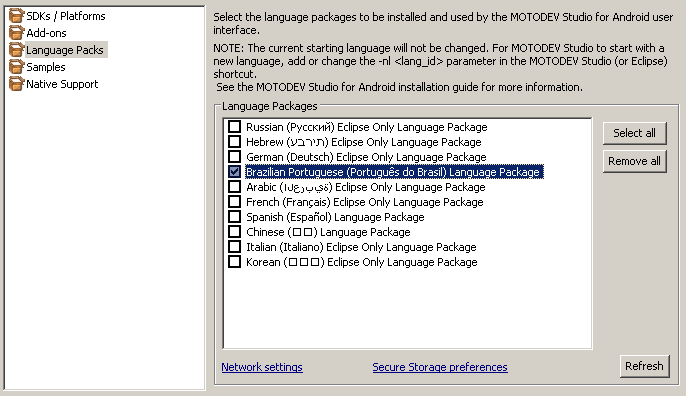 SDKs / Platforms
Add-ons
Language Packs
Samples
Native Support
Select the language packages to be installed and used by the MOTODEV Studio for Android user
interface.
NOTE: The current starting language will not be changed. For MOTODEV Studio to start with a
new language, add or change the -nl <lang_id> parameter in the MOTODEV Studio (or Eclipse)
shortcut.
See the MOTODEV Studio for Android installation guide for more information.
Language Packages
Russian (Русский) Eclipse Only Language Package
Hebrew (עברית) Eclipse Only Language Package
German (Deutsch) Eclipse Only Language Package
Brazilian Portuguese (Português do Brasil) Language Package
Arabic (العربية) Eclipse Only Language Package
French (Français) Eclipse Only Language Package
Spanish (Español) Language Package
Chinese (□□) Language Package
Italian (Italiano) Eclipse Only Language Package
Korean (□□□) Eclipse Only Language Package
Select all
Remove all
Network settings
Secure Storage preferences
Refresh